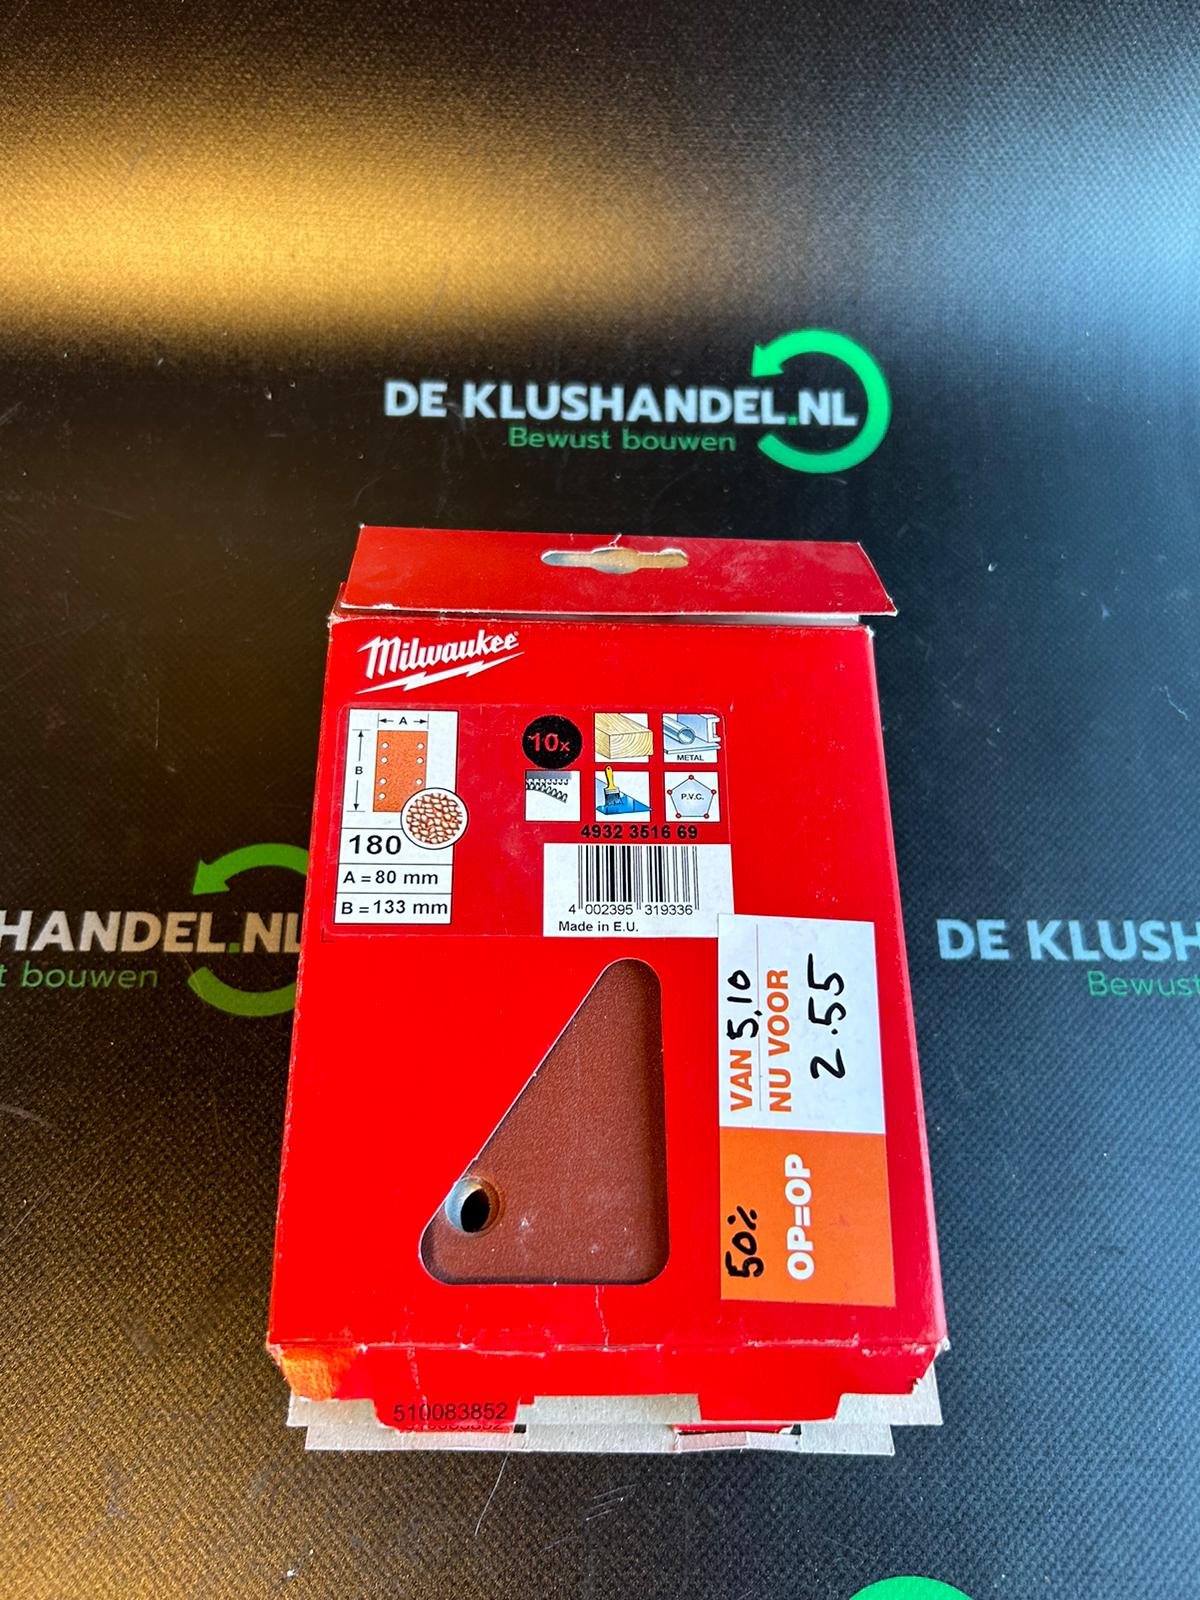 DE KLUSHANDEL.NL
Bewust bouwen
Milwaukee
A
B
10x
METAL
P.V.C.
180
A = 80 mm
B = 133 mm
4932 3516 69
4 002395 319336
Made in E.U.
VAN 5,10
NU VOOR
2.55
50%
OP=OP
510083852
HANDEL.NL
t bouwen
DE KLUSH
Bewust